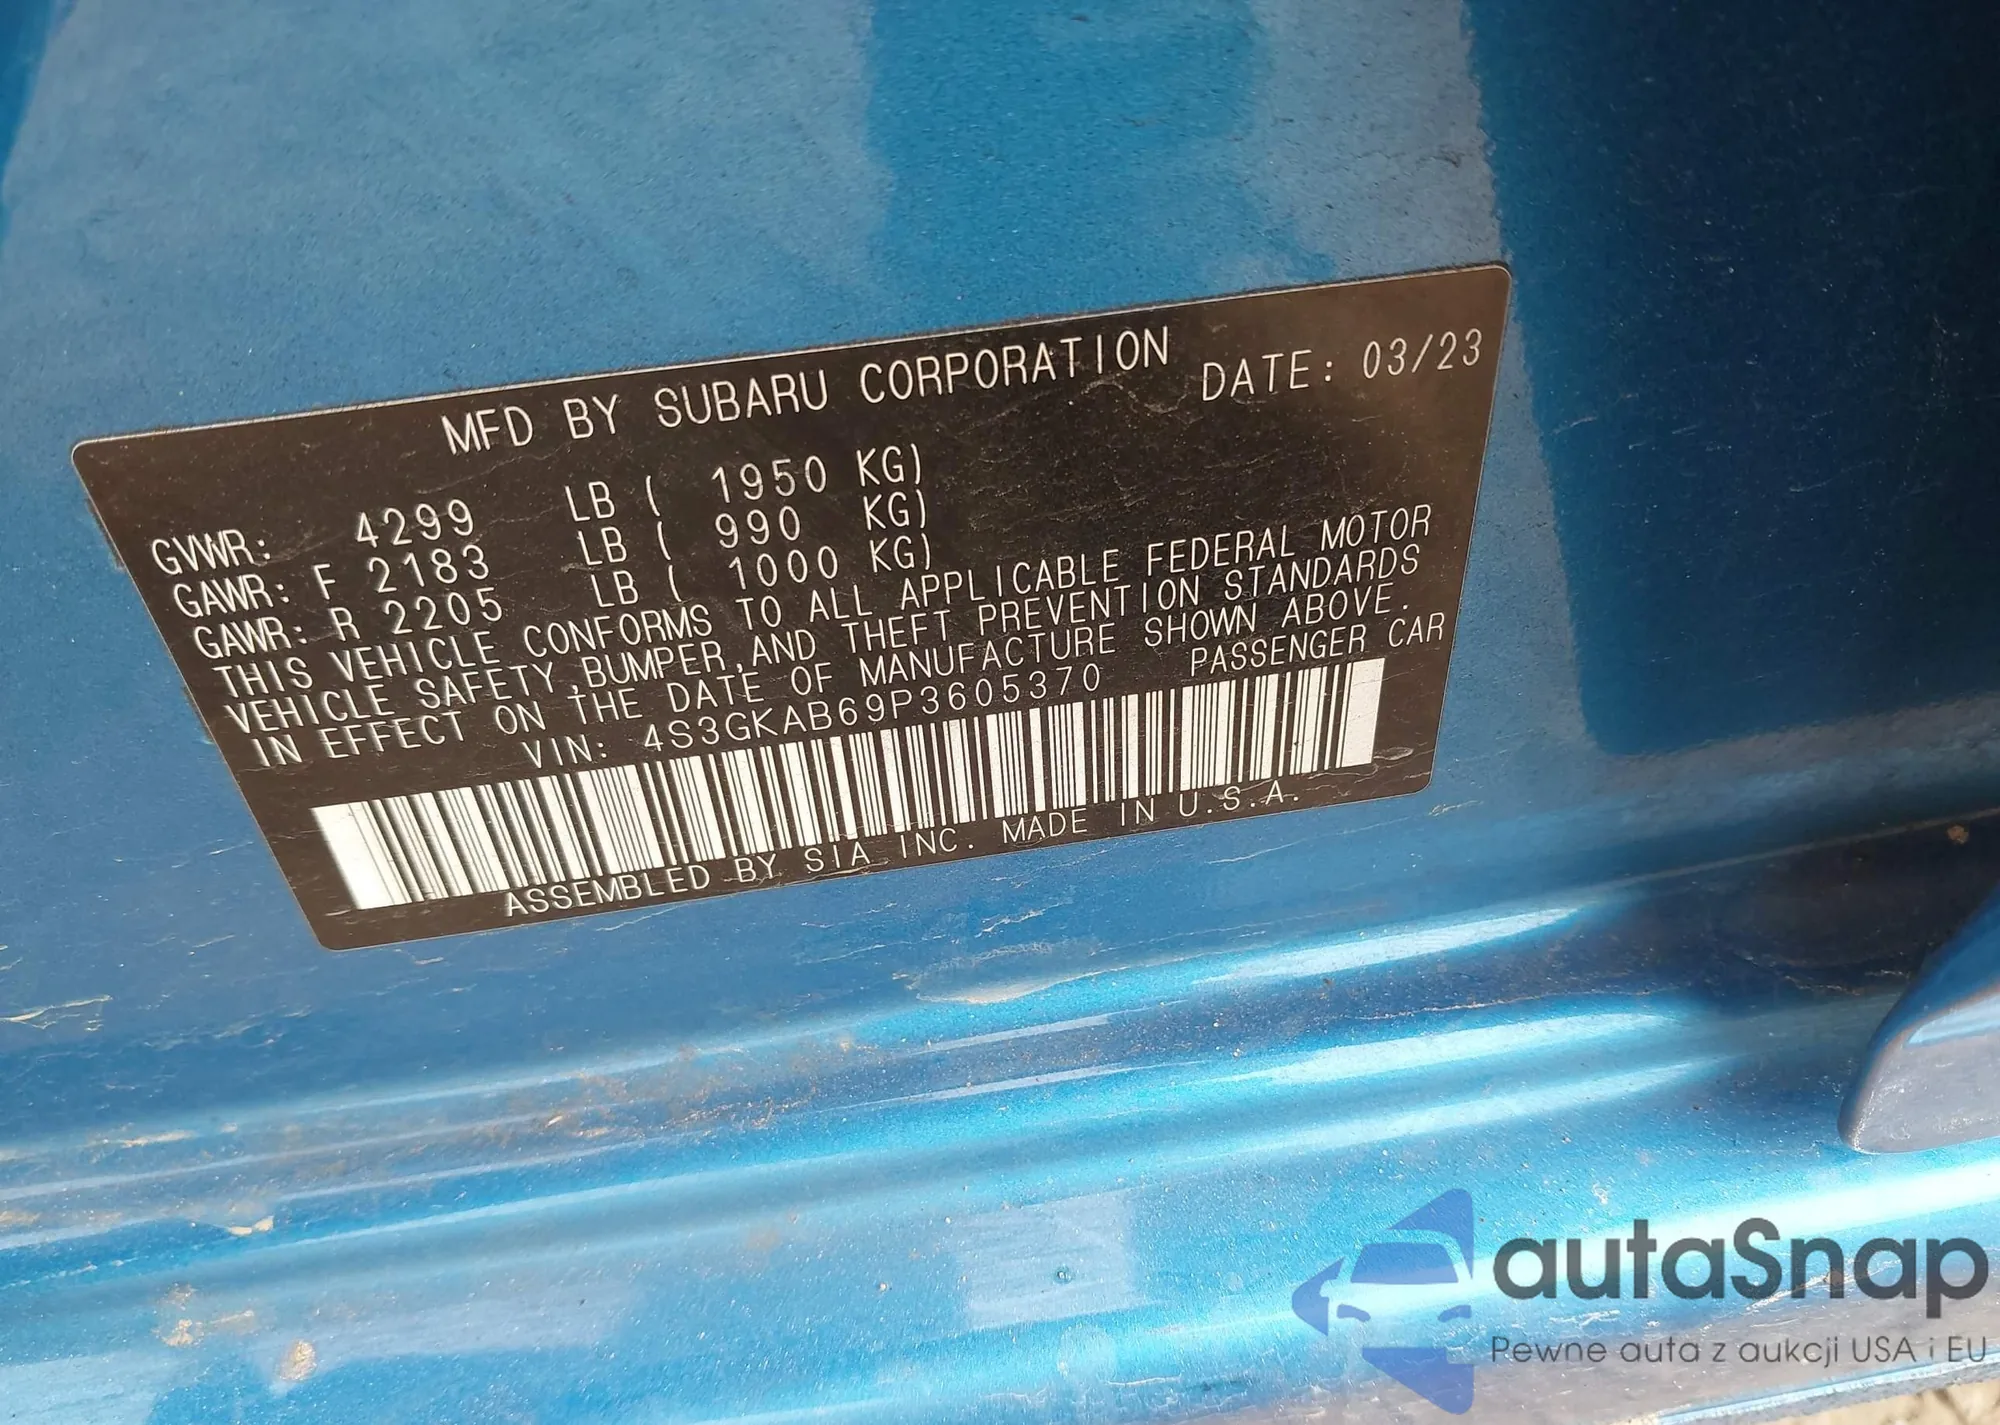 MFD BY SUBARU CORPORATION DATE: 03/23
GVWR: 4299 LB ( 1950 KG)
GAWR: F 2183 LB ( 990 KG)
GAWR: R 2205 LB ( 1000 KG)
THIS VEHICLE CONFORMS TO ALL APPLICABLE FEDERAL MOTOR
VEHICLE SAFETY,BUMPER,AND THEFT PREVENTION STANDARDS
IN EFFECT ON THE DATE OF MANUFACTURE SHOWN ABOVE.
VIN: 4S3GKAB69P3605370 PASSENGER CAR
ASSEMBLED BY SIA INC. MADE IN U.S.A.
autaSnap
Pewne auta z aukcji USA i EU